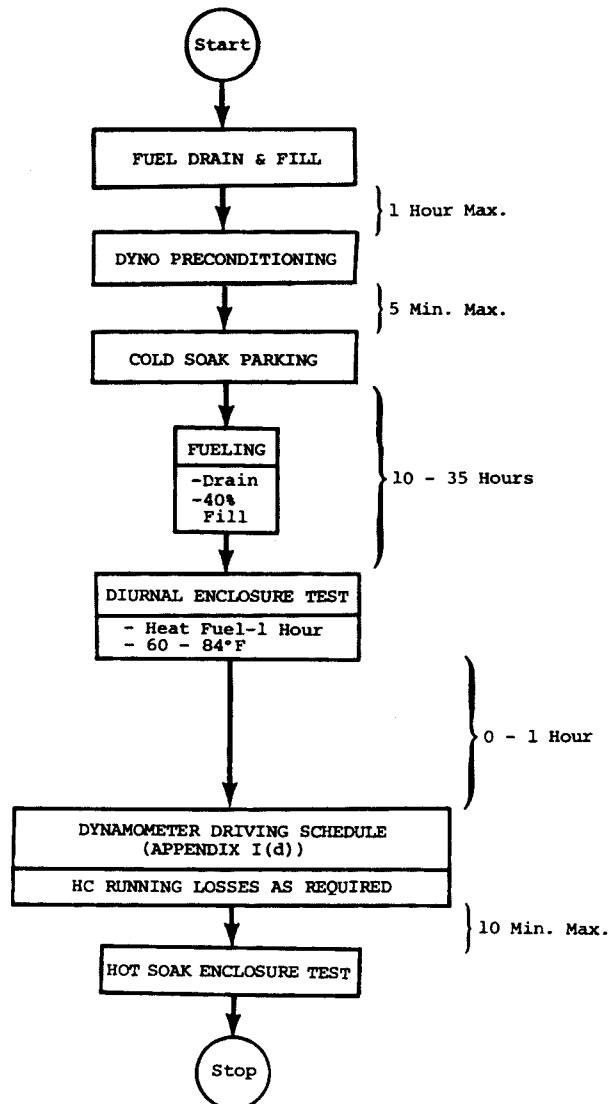 Start
FUEL DRAIN & FILL
1 Hour Max.
DYNO PRECONDITIONING
5 Min. Max.
COLD SOAK PARKING
FUELING
-Drain
-40%
Fill
10 - 35 Hours
DIURNAL ENCLOSURE TEST
- Heat Fuel-1 Hour
- 60 - 84°F
0 - 1 Hour
DYNAMOMETER DRIVING SCHEDULE
(APPENDIX I(d))
HC RUNNING LOSSES AS REQUIRED
10 Min. Max.
HOT SOAK ENCLOSURE TEST
Stop